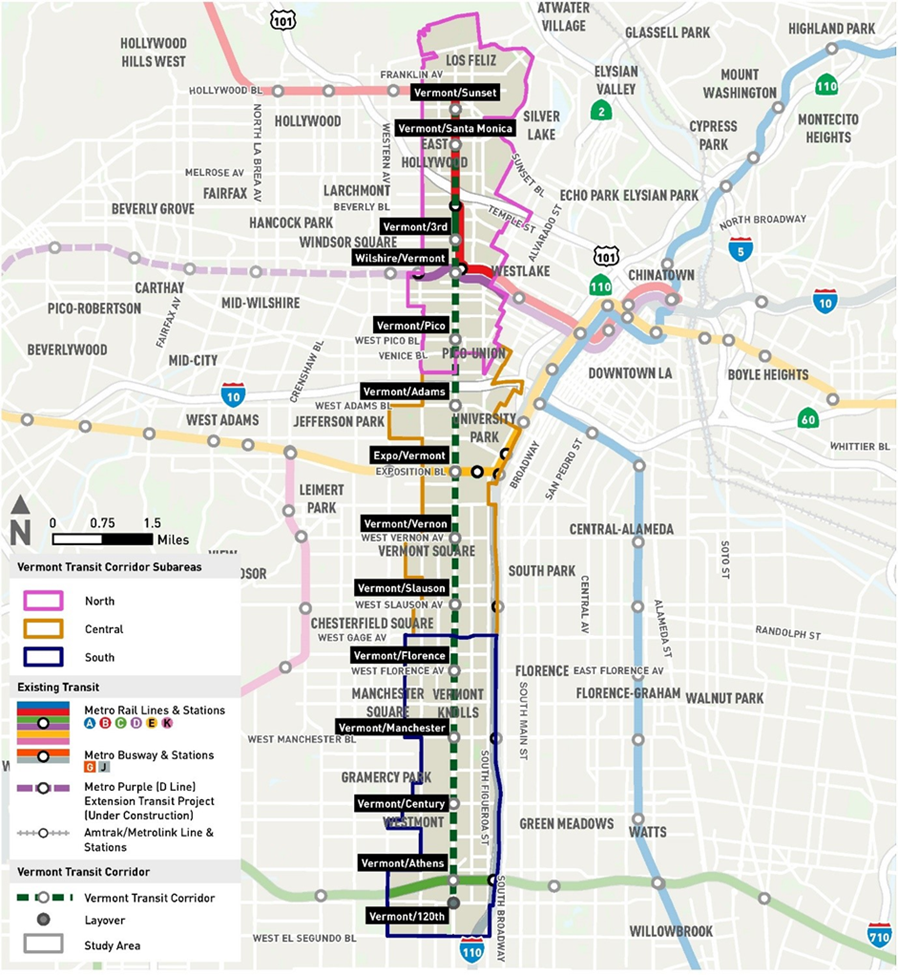 ATWATER
VILLAGE
101
GLASSELL PARK
HIGHLAND PARK
HOLLYWOOD
HILLS WEST
LOS FELIZ
FRANKLIN AV
ELYSIAN
VALLEY
MOUNT
WASHINGTON
110
HOLLYWOOD BL
Vermont/Sunset
2
HOLLYWOOD
NORTH LA BREA AV
WESTERN AV
Vermont/Santa Monica
SILVER
LAKE
CYPRESS
PARK
MONTECITO
HEIGHTS
EAST
HOLLYWOOD
SUNSET BL
MELROSE AV
FAIRFAX
LARCHMONT
BEVERLY BL
ECHO PARK
ELYSIAN PARK
BEVERLY GROVE
HANCOCK PARK
TEMPLE ST
ALVARADO ST
NORTH BROADWAY
Vermont/3rd
WINDSOR SQUARE
5
Wilshire/Vermont
101
WESTLAKE
CHINATOWN
CARTHAY
110
PICO-ROBERTSON
FAIRFAX AV
MID-WILSHIRE
10
Vermont/Pico
WEST PICO BL
BEVERLYWOOD
MID-CITY
CRENSHAW BL
VENICE BL
PICO-UNION
DOWNTOWN LA
BOYLE HEIGHTS
10
Vermont/Adams
WEST ADAMS BL
WEST ADAMS
JEFFERSON PARK
UNIVERSITY
PARK
60
WHITTIER BL
BROADWAY
SAN PEDRO ST
Expo/Vermont
EXPOSITION BL
N
LEIMERT
PARK
0 0.75 1.5
Miles
Vermont/Vernon
WEST VERNON AV
VERMONT SQUARE
CENTRAL-ALAMEDA
SOTO ST
VIEW
DSOR
SOUTH PARK
CENTRAL AV
Vermont/Slauson
WEST SLAUSON AV
ALAMEDA ST
CHESTERFIELD SQUARE
WEST GAGE AV
RANDOLPH ST
Vermont/Florence
WEST FLORENCE AV
FLORENCE
EAST FLORENCE AV
MANCHESTER
SQUARE
VERMONT
KNOLLS
SOUTH MAIN ST
FLORENCE-GRAHAM
WALNUT PARK
Vermont/Manchester
WEST MANCHESTER BL
W
GRAMERCY PARK
SOUTH FIGUEROA ST
Vermont/Century
WESTMONT
GREEN MEADOWS
WATTS
Vermont/Athens
SOUTH BROADWAY
Vermont/120th
WEST EL SEGUNDO BL
110
WILLOWBROOK
710
Vermont Transit Corridor Subareas
North
Central
South
Existing Transit
Metro Rail Lines & Stations
A B C D E K
Metro Busway & Stations
G J
Metro Purple (D Line)
Extension Transit Project
(Under Construction)
Amtrak/Metrolink Line &
Stations
Vermont Transit Corridor
Vermont Transit Corridor
Layover
Study Area